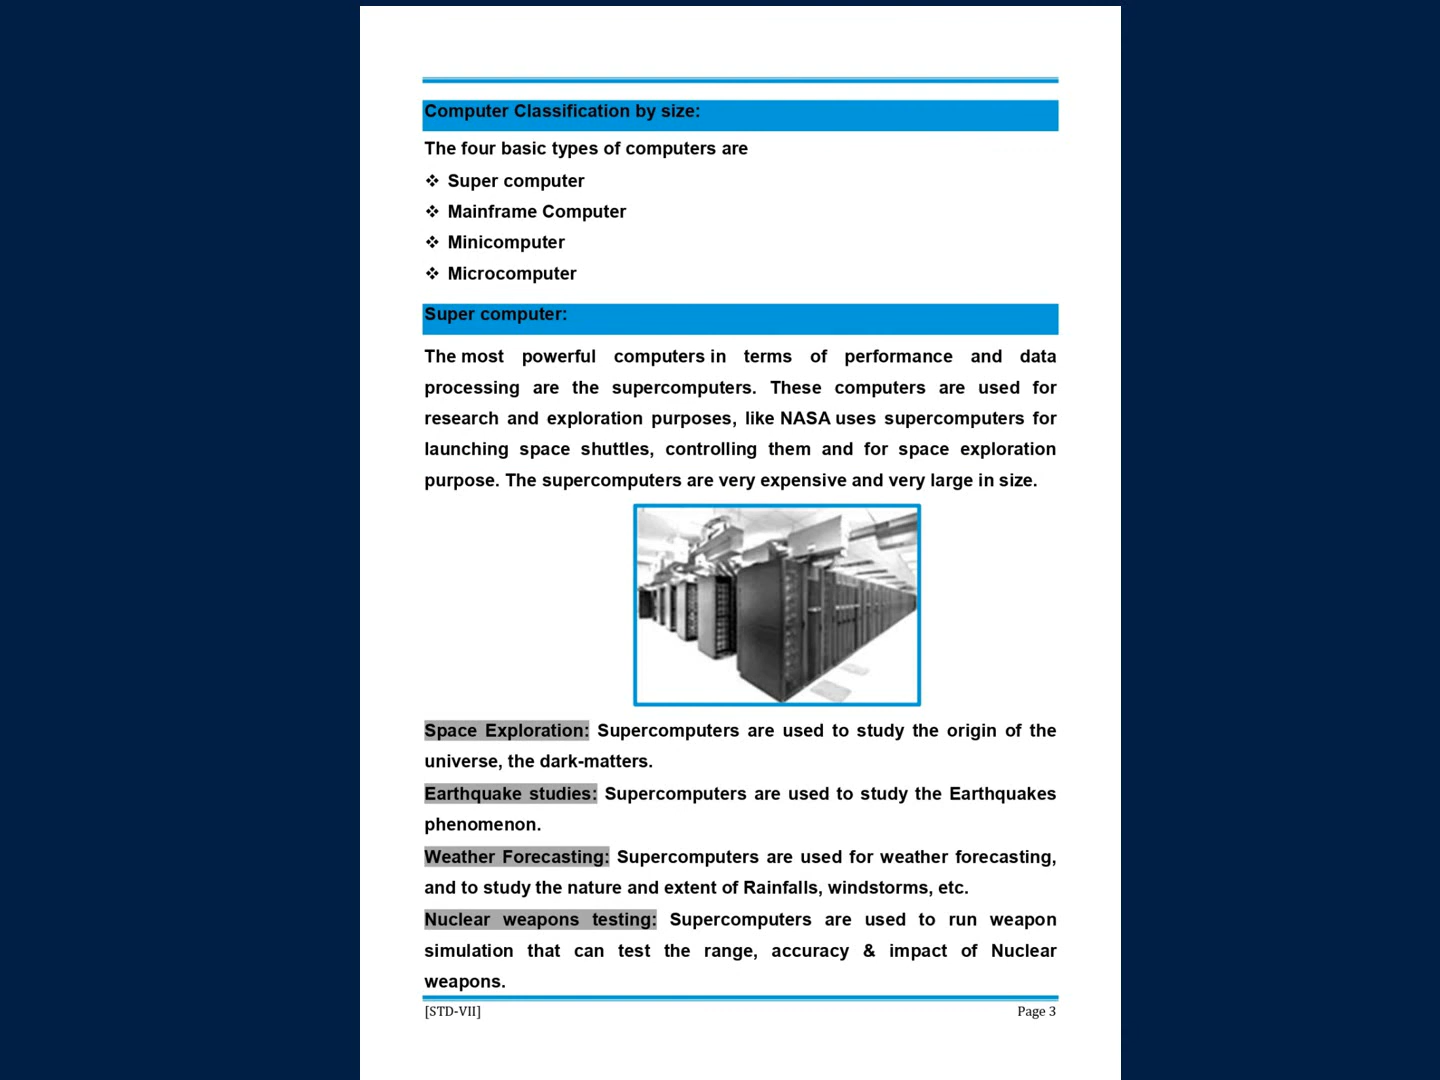 Computer Classification by size:
The four basic types of computers are
❖ Super computer
❖ Mainframe Computer
❖ Minicomputer
❖ Microcomputer
Super computer:
The most powerful computers in terms of performance and data
processing are the supercomputers. These computers are used for
research and exploration purposes, like NASA uses supercomputers for
launching space shuttles, controlling them and for space exploration
purpose. The supercomputers are very expensive and very large in size.
Space Exploration: Supercomputers are used to study the origin of the
universe, the dark-matters.
Earthquake studies: Supercomputers are used to study the Earthquakes
phenomenon.
Weather Forecasting: Supercomputers are used for weather forecasting,
and to study the nature and extent of Rainfalls, windstorms, etc.
Nuclear weapons testing: Supercomputers are used to run weapon
simulation that can test the range, accuracy & impact of Nuclear
weapons.
[STD-VII] Page 3